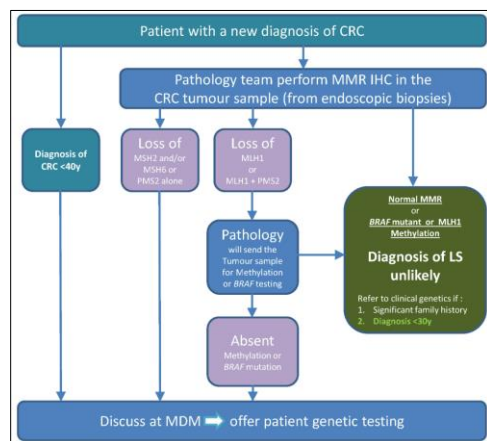 Patient with a new diagnosis of CRC
Pathology team perform MMR IHC in the
CRC tumour sample (from endoscopic biopsies)
Diagnosis of
CRC <40y
Loss of
MSH2 and/or
MSH6 or
PMS2 alone
Loss of
MLH1
or
MLH1 + PMS2
Pathology
will send the
Tumour sample
for Methylation
or BRAF testing
Absent
Methylation or
BRAF mutation
Normal MMR
or
BRAF mutant or MLH1
Methylation
Diagnosis of LS
unlikely
Refer to clinical genetics if :
1. Significant family history
2. Diagnosis <30y
Discuss at MDM ⇒ offer patient genetic testing